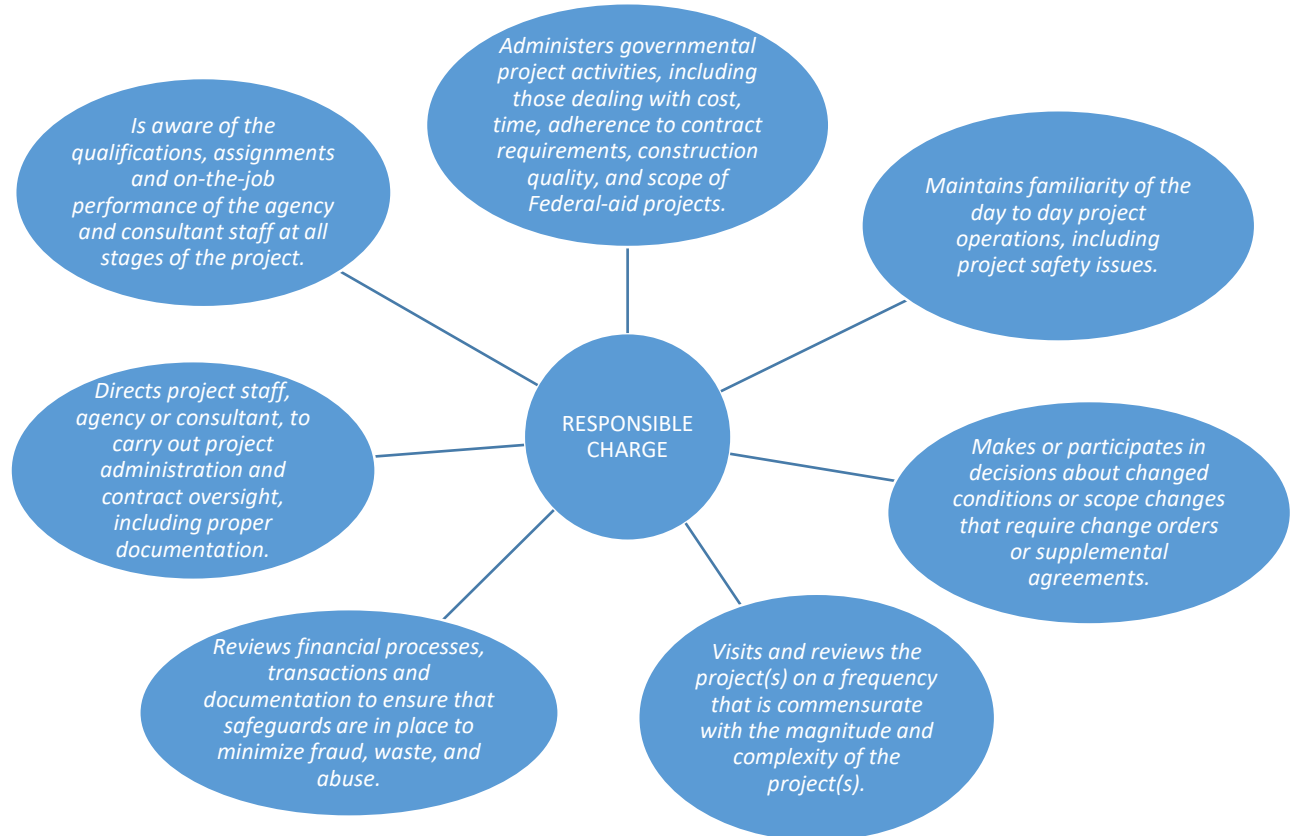 Administers governmental
project activities, including
those dealing with cost,
time, adherence to contract
requirements, construction
quality, and scope of
Federal-aid projects.
Is aware of the
qualifications, assignments
and on-the-job
performance of the agency
and consultant staff at all
stages of the project.
Maintains familiarity of the
day to day project
operations, including
project safety issues.
RESPONSIBLE
CHARGE
Directs project staff,
agency or consultant, to
carry out project
administration and
contract oversight,
including proper
documentation.
Makes or participates in
decisions about changed
conditions or scope changes
that require change orders
or supplemental
agreements.
Reviews financial processes,
transactions and
documentation to ensure that
safeguards are in place to
minimize fraud, waste, and
abuse.
Visits and reviews the
project(s) on a frequency
that is commensurate
with the magnitude and
complexity of the
project(s).